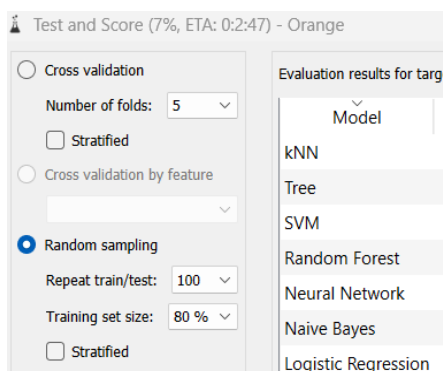 Test and Score (7%, ETA: 0:2:47) - Orange
Cross validation
Number of folds: 5
Stratified
Cross validation by feature
Random sampling
Repeat train/test: 100
Training set size: 80 %
Stratified
Evaluation results for targ
Model
kNN
Tree
SVM
Random Forest
Neural Network
Naive Bayes
Logistic Regression